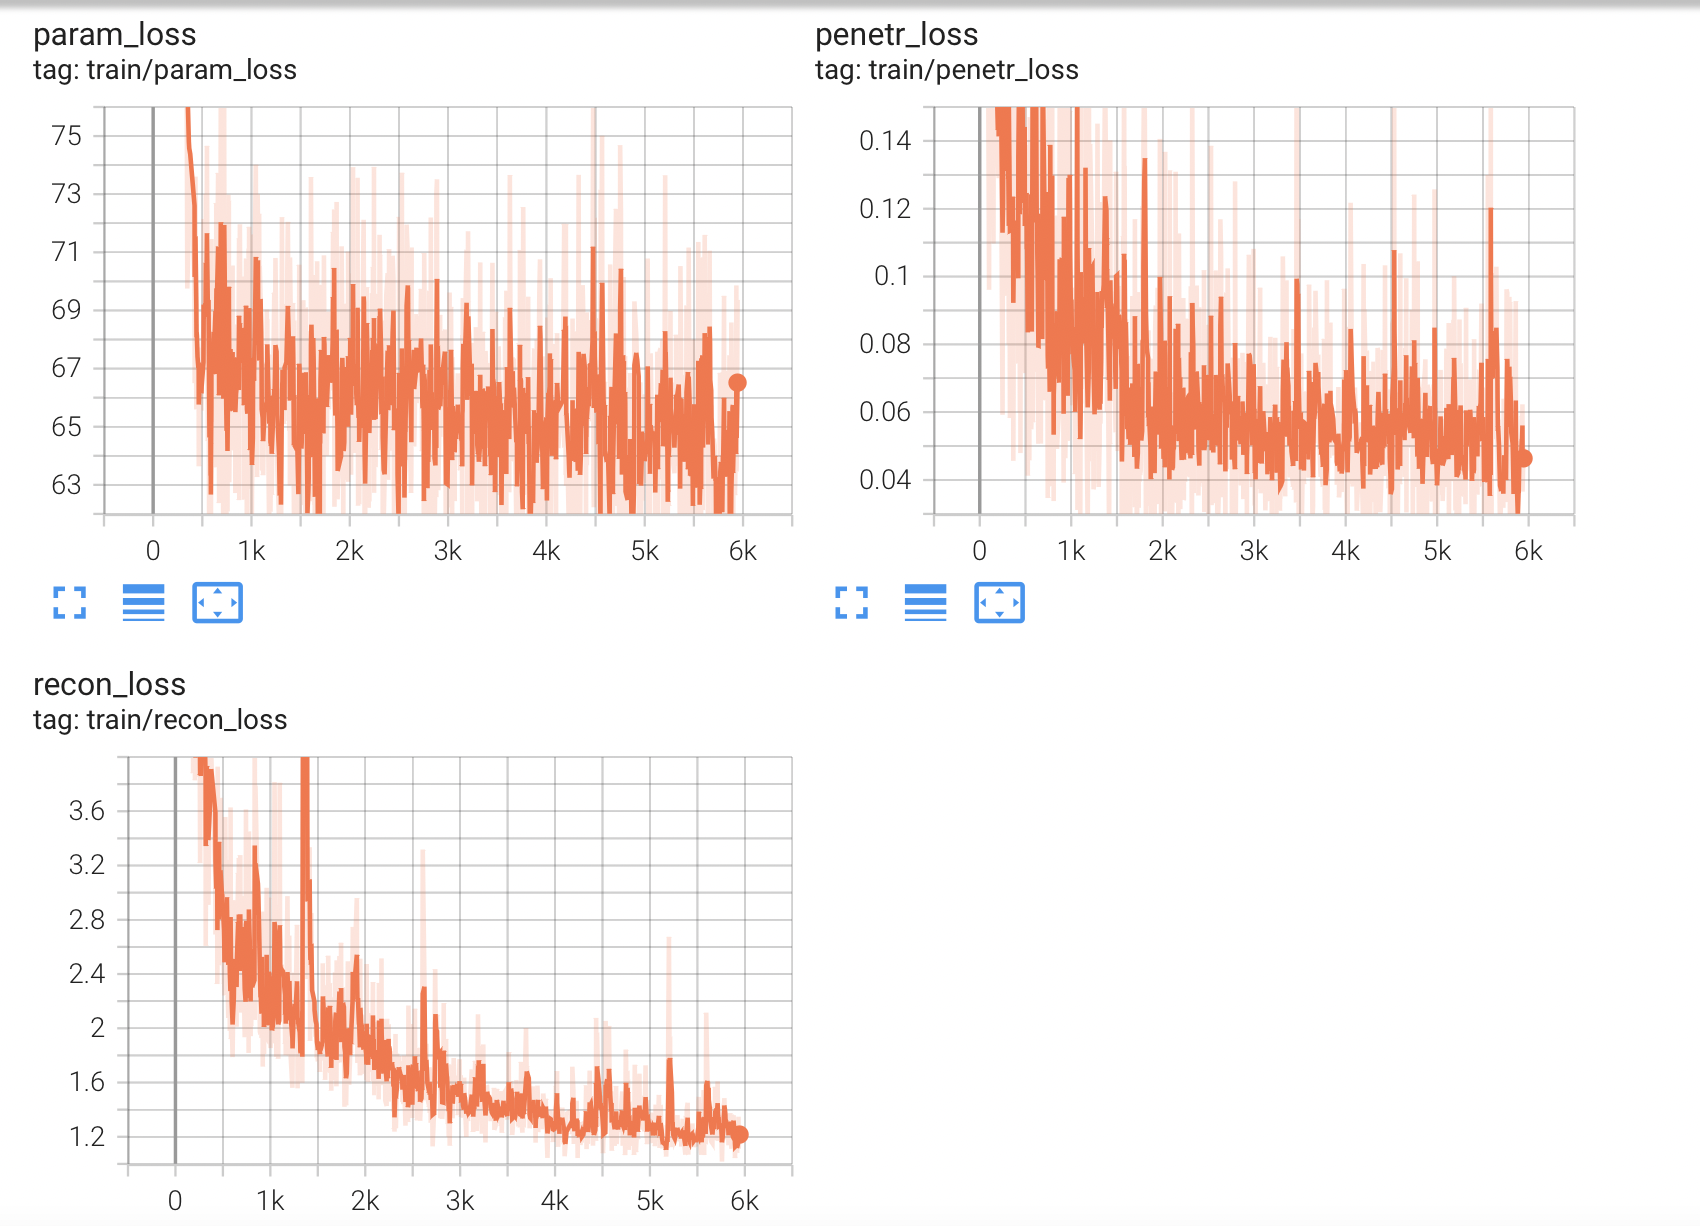 param_loss
tag: train/param_loss
75
73
71
69
67
65
63
0 1k 2k 3k 4k 5k 6k
penetr_loss
tag: train/penetr_loss
0.14
0.12
0.1
0.08
0.06
0.04
0 1k 2k 3k 4k 5k 6k
recon_loss
tag: train/recon_loss
3.6
3.2
2.8
2.4
2
1.6
1.2
0 1k 2k 3k 4k 5k 6k